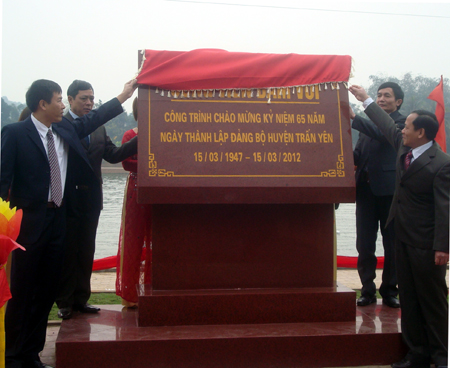 CÔNG TRÌNH CHÀO MỪNG KỶ NIỆM 65 NĂM
NGÀY THÀNH LẬP ĐẢNG BỘ HUYỆN TRẤN YÊN
15 / 03 / 1947 – 15 / 03 / 2012